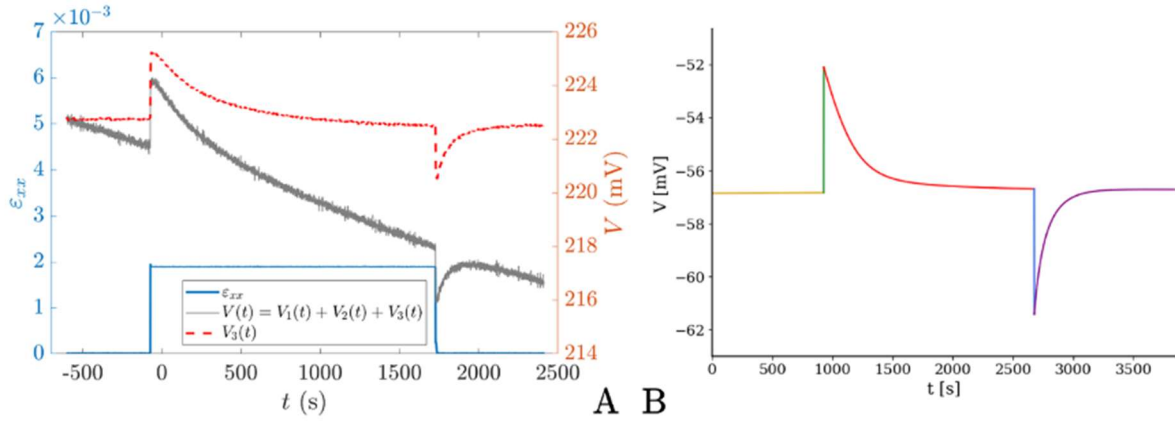 7 ×10⁻³
6
5
4
3
2
1
0
ε_xx
226
224
222
220
218
216
214
V (mV)
ε_xx
V(t) = V₁(t) + V₂(t) + V₃(t)
V₃(t)
-500 0 500 1000 1500 2000 2500
t (s)
A B
−52
−54
−56
−58
−60
−62
V [mV]
0 500 1000 1500 2000 2500 3000 3500
t [s]